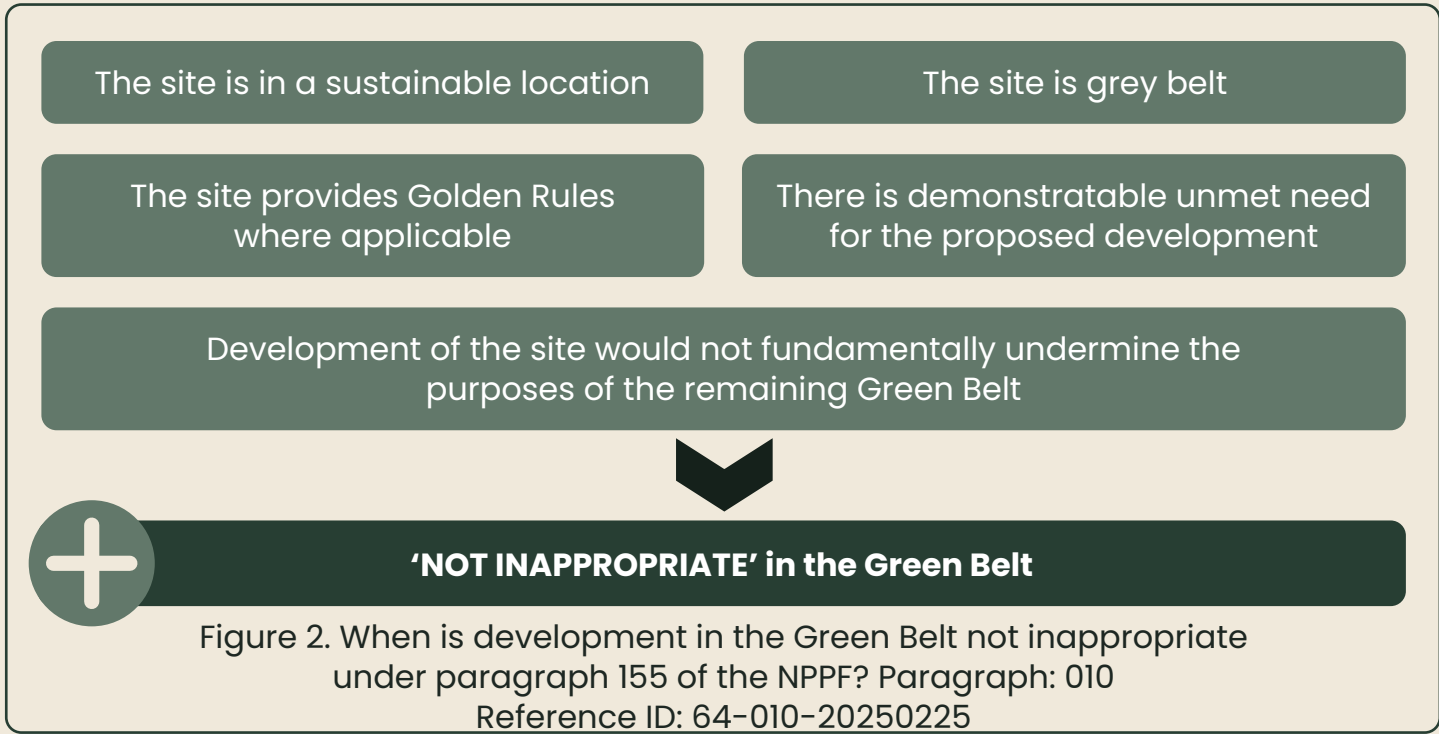 The site is in a sustainable location
The site is grey belt
The site provides Golden Rules
where applicable
There is demonstratable unmet need
for the proposed development
Development of the site would not fundamentally undermine the
purposes of the remaining Green Belt
‘NOT INAPPROPRIATE’ in the Green Belt
Figure 2. When is development in the Green Belt not inappropriate
under paragraph 155 of the NPPF? Paragraph: 010
Reference ID: 64-010-20250225